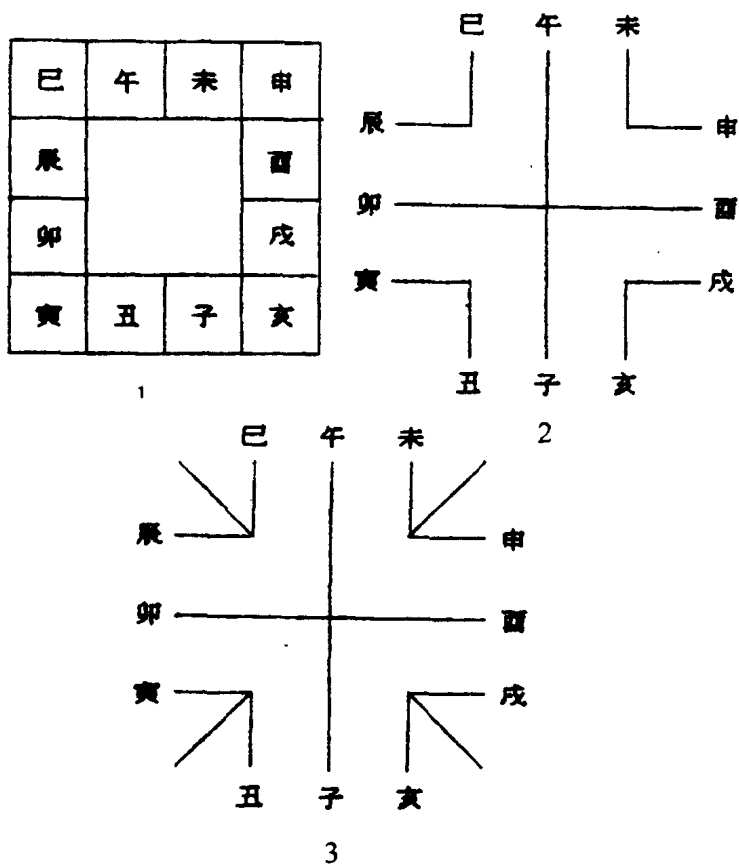 巳 午 未 申
辰 酉
卯 戌
寅 丑 子 亥
1
巳 午 未
辰 申
卯 酉
寅 戌
丑 子 亥
2
巳 午 未
辰 申
卯 酉
寅 戌
丑 子 亥
3